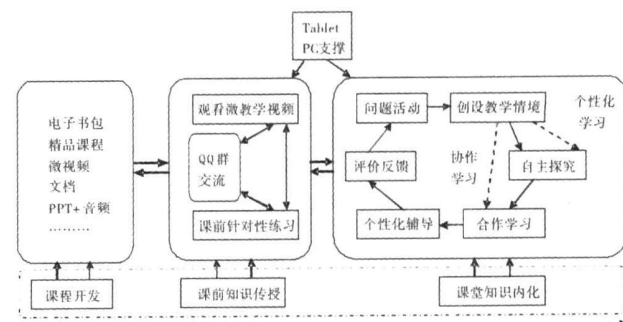 Tablet
PC支撑
电子书包
精品课程
微视频
文档
PPT+音频
………
观看微教学视频
QQ群
交流
课前针对性练习
问题活动
创设教学情境
个性化
学习
评价反馈
协作
学习
自主探究
个性化辅导
合作学习
课程开发
课前知识传授
课堂知识内化